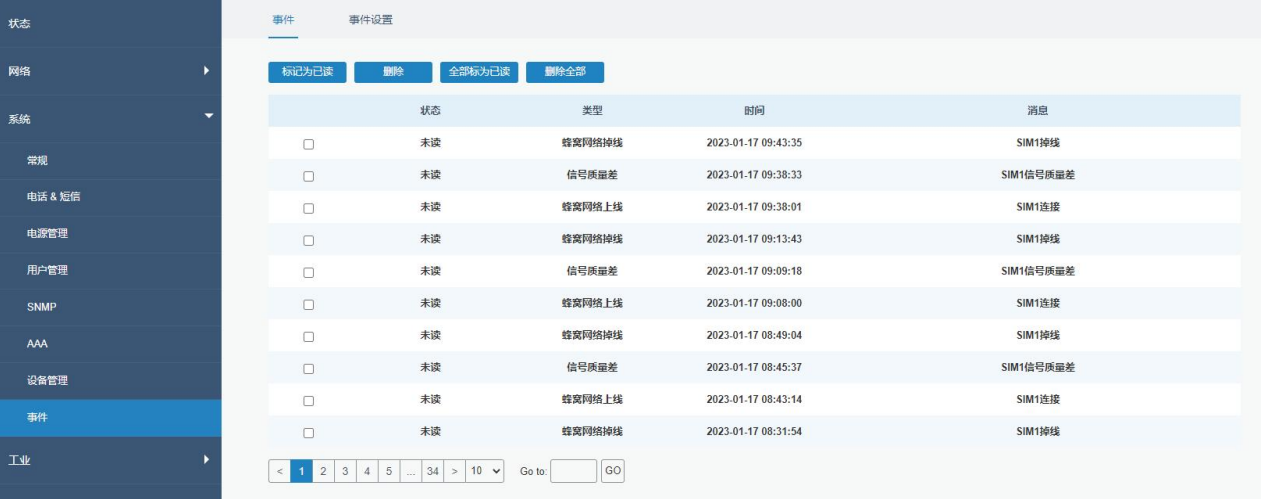 状态
网络
系统
常规
电话 & 短信
电源管理
用户管理
SNMP
AAA
设备管理
事件
工业
事件 事件设置
标记为已读 删除 全部标为已读 删除全部
状态 类型 时间 消息
未读 蜂窝网络掉线 2023-01-17 09:43:35 SIM1掉线
未读 信号质量差 2023-01-17 09:38:33 SIM1信号质量差
未读 蜂窝网络上线 2023-01-17 09:38:01 SIM1连接
未读 蜂窝网络掉线 2023-01-17 09:13:43 SIM1掉线
未读 信号质量差 2023-01-17 09:09:18 SIM1信号质量差
未读 蜂窝网络上线 2023-01-17 09:08:00 SIM1连接
未读 蜂窝网络掉线 2023-01-17 08:49:04 SIM1掉线
未读 信号质量差 2023-01-17 08:45:37 SIM1信号质量差
未读 蜂窝网络上线 2023-01-17 08:43:14 SIM1连接
未读 蜂窝网络掉线 2023-01-17 08:31:54 SIM1掉线
< 1 2 3 4 5 ... 34 > 10 Go to: GO